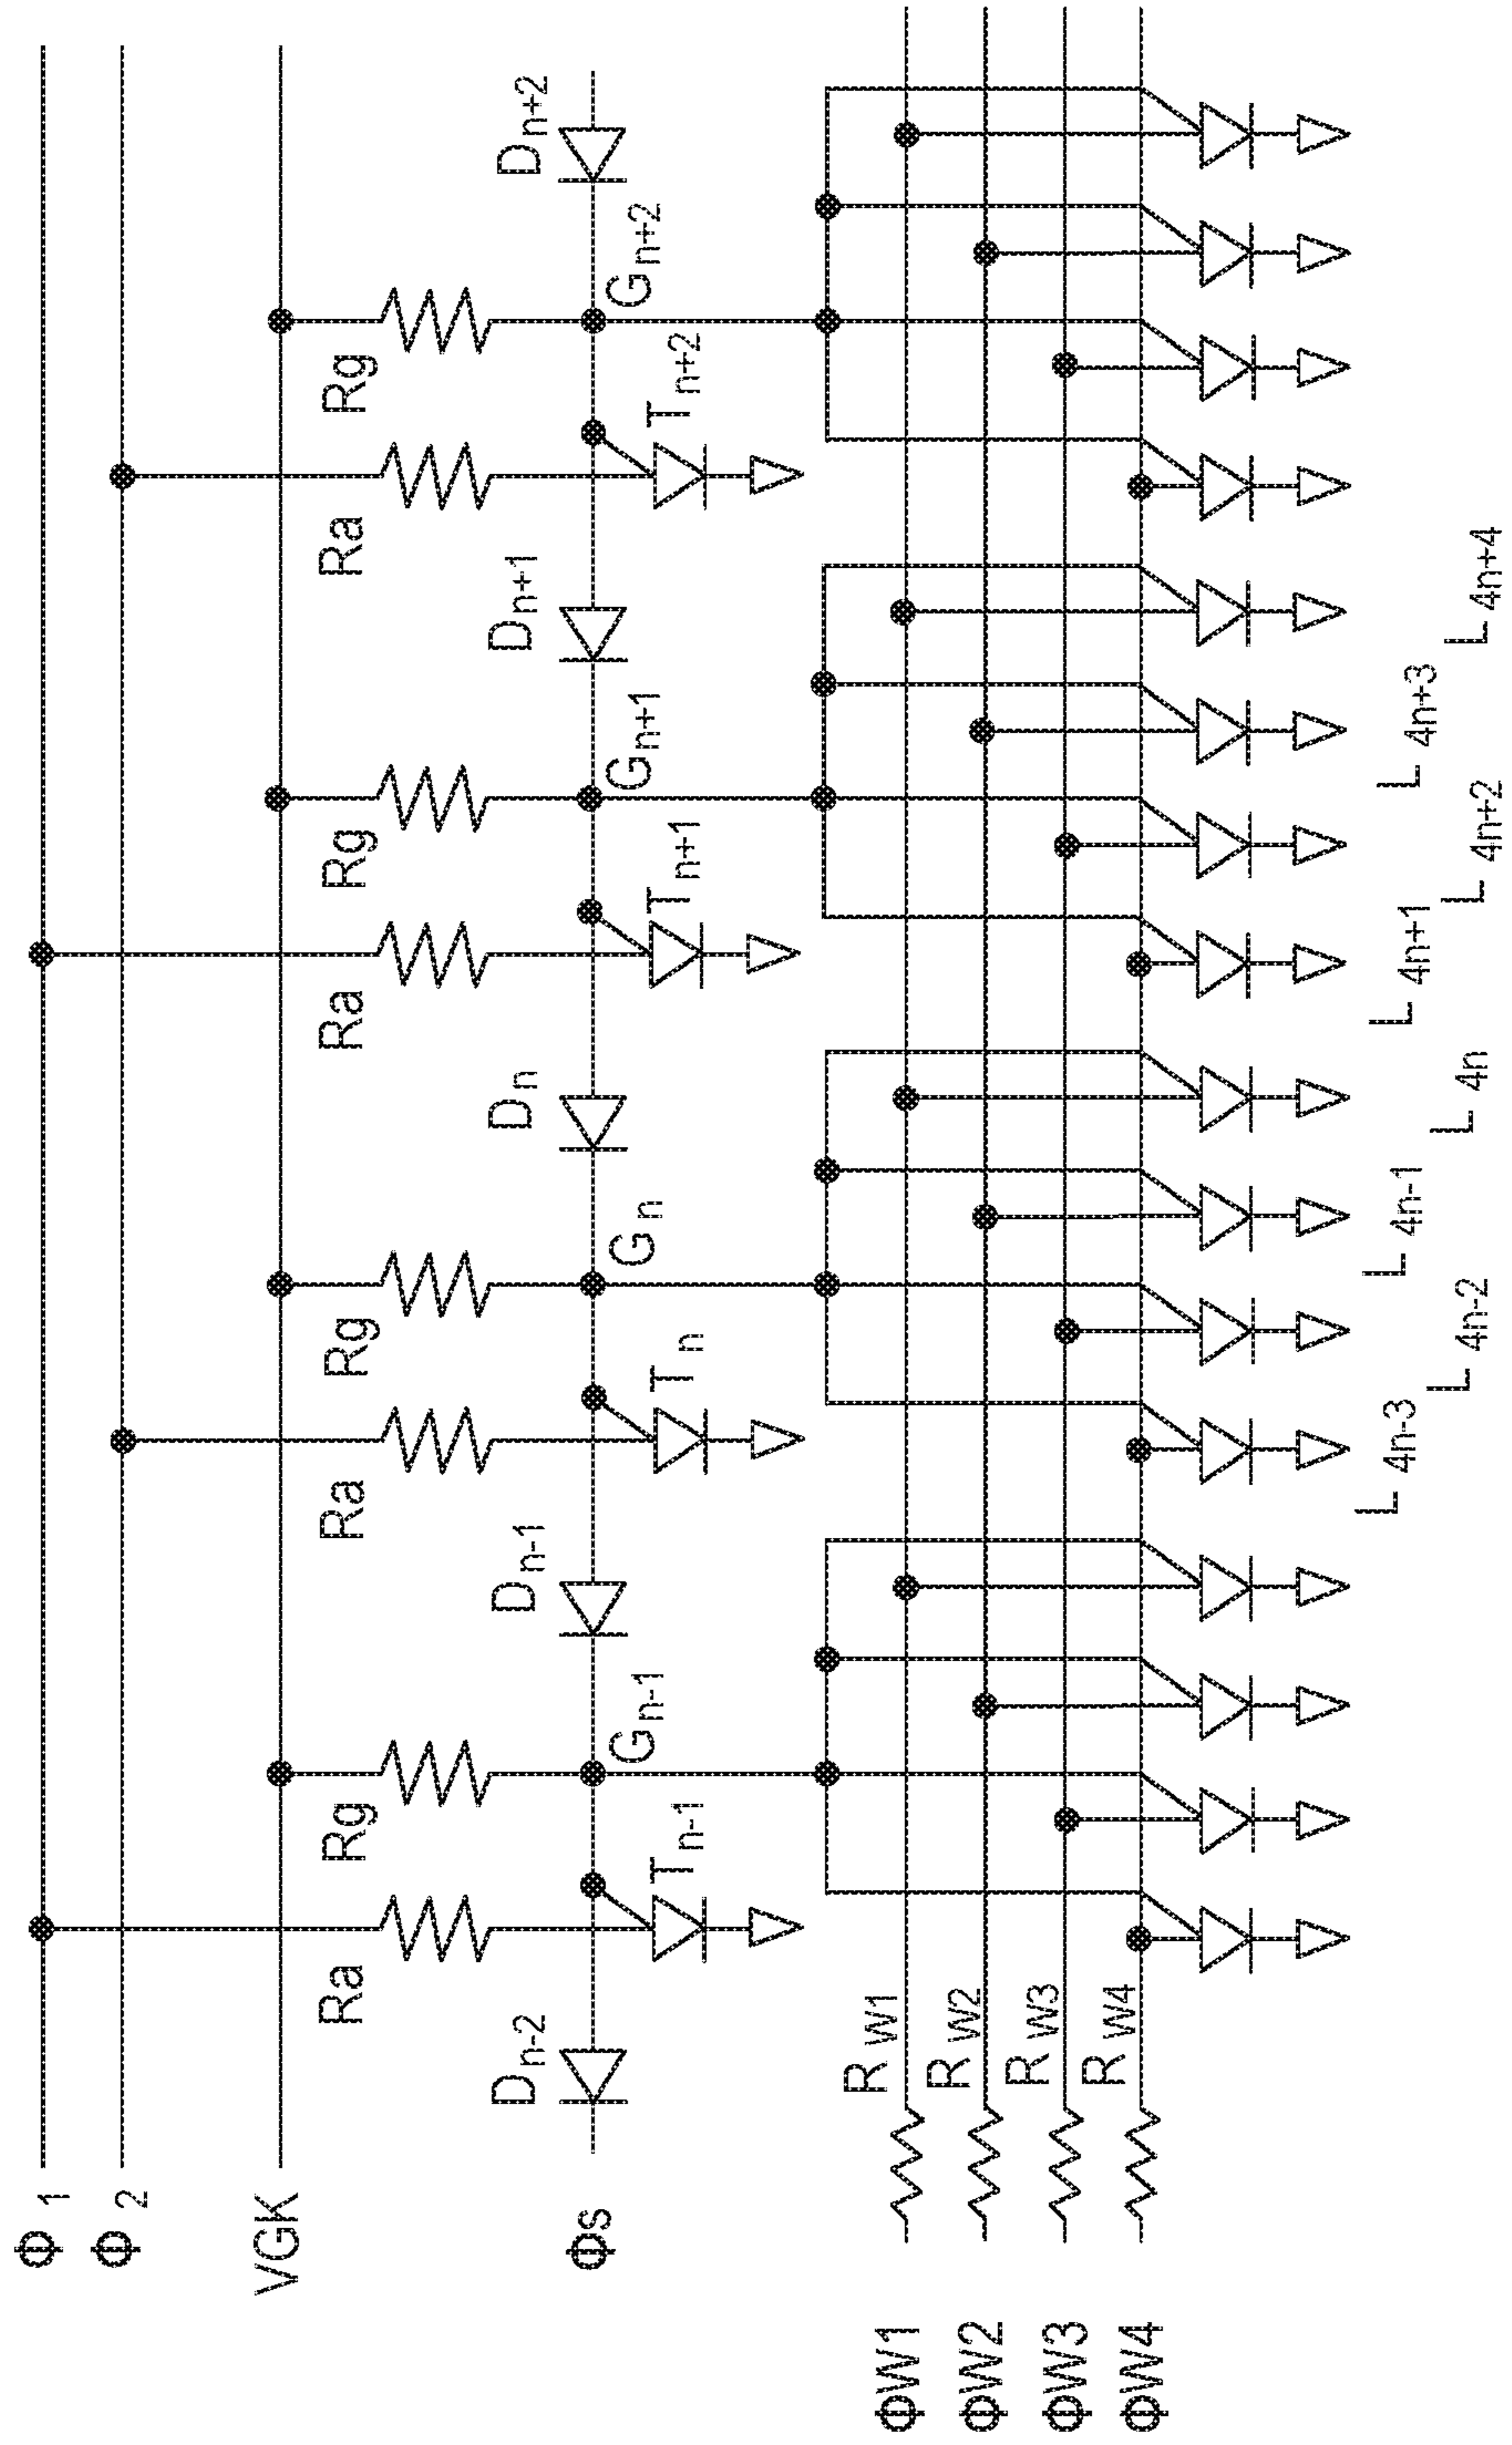 Φ1
Φ2
VGK
Ra Rg Ra Rg Ra Rg Ra Rg
Φs
Dn-2 Dn-1 Dn Dn+1 Dn+2
Gn-1 Gn Gn+1 Gn+2
Tn-1 Tn Tn+1 Tn+2
ΦW1 RW1
ΦW2 RW2
ΦW3 RW3
ΦW4 RW4
L4n-3 L4n-2 L4n-1 L4n L4n+1 L4n+2 L4n+3 L4n+4